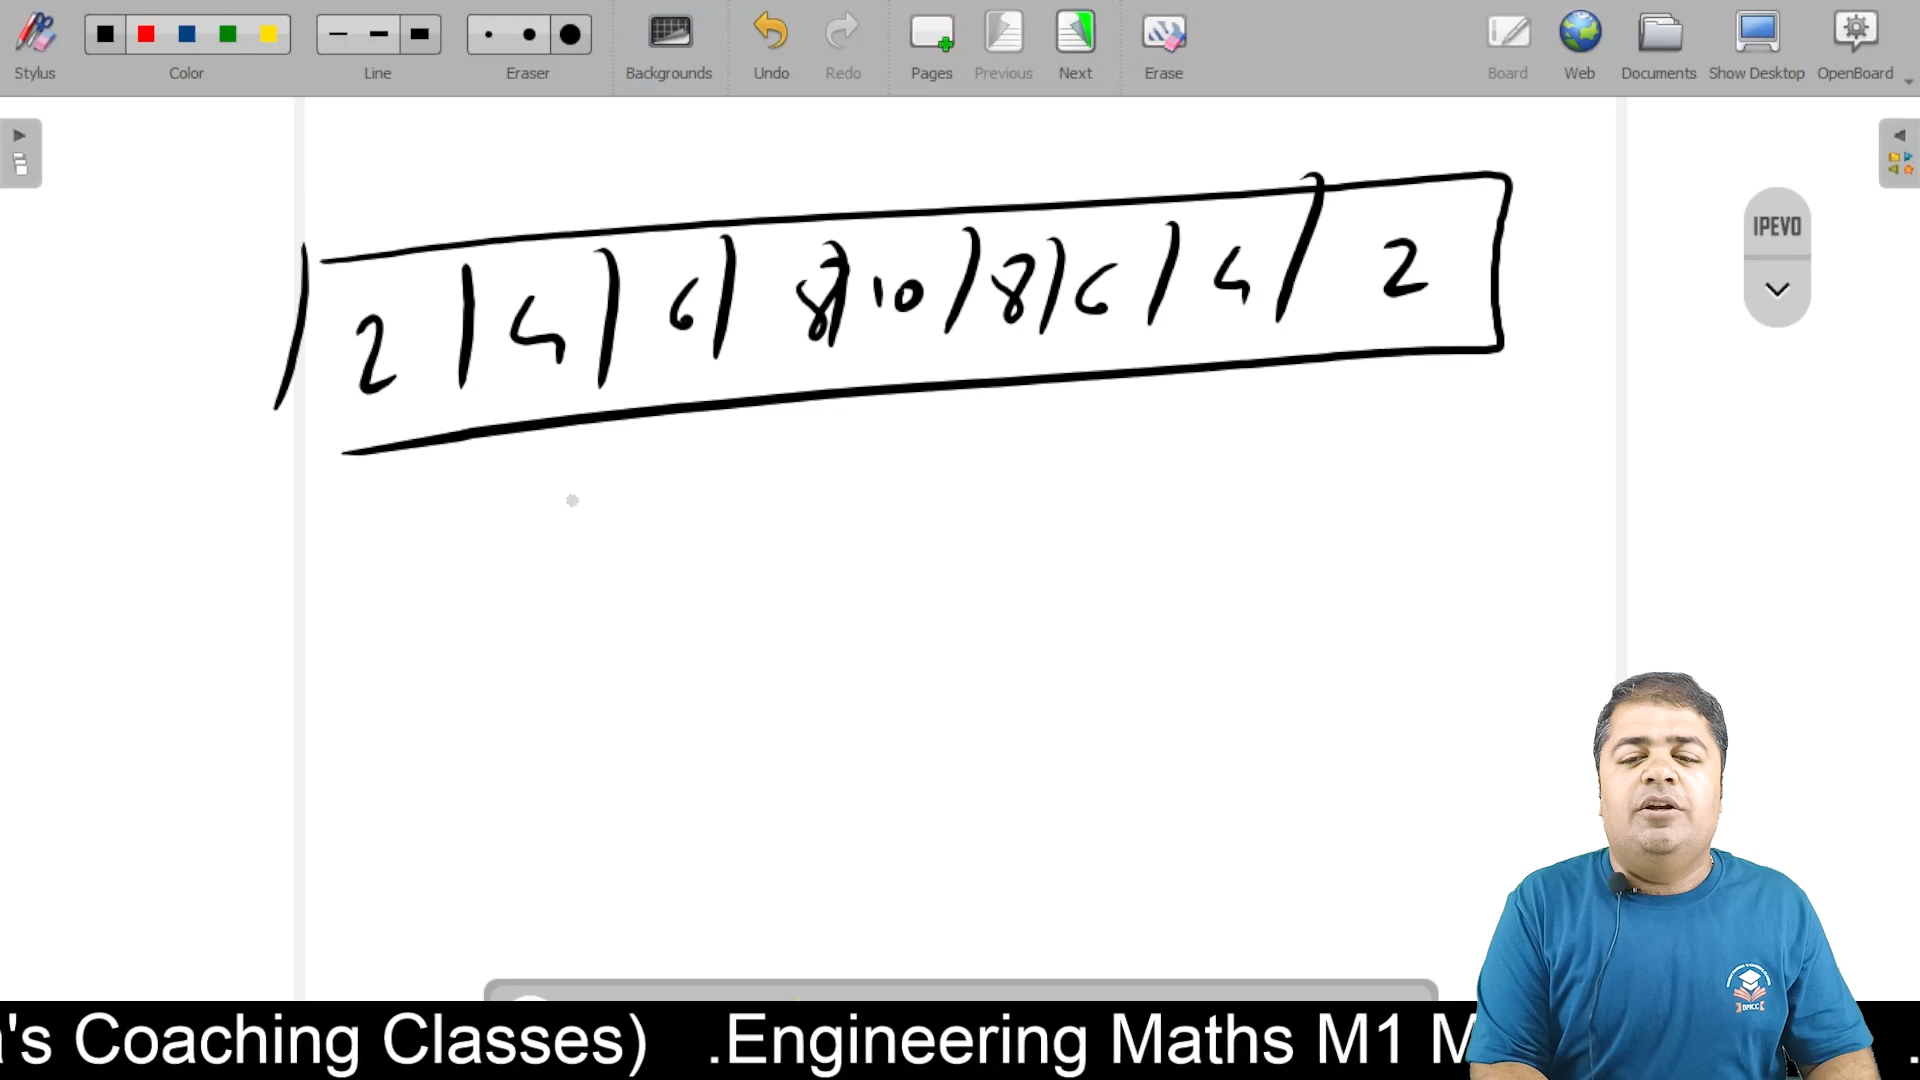 Stylus Color Line Eraser Backgrounds Undo Redo Pages Previous Next Erase Board Web Documents Show Desktop OpenBoard
IPEVO
2 | 4 | 6 | 8 | 10 | 8 | 6 | 4 | 2
BMCC
's Coaching Classes) .Engineering Maths M1 M